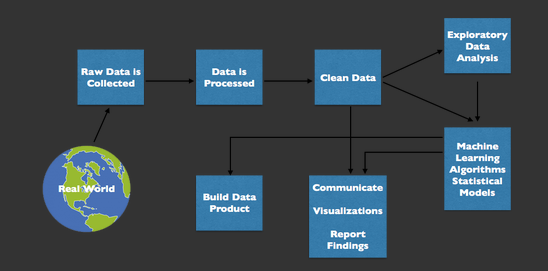 Exploratory
Data
Analysis
Raw Data is
Collected
Data is
Processed
Clean Data
Machine
Learning
Algorithms
Statistical
Models
Real World
Build Data
Product
Communicate
Visualizations
Report
Findings